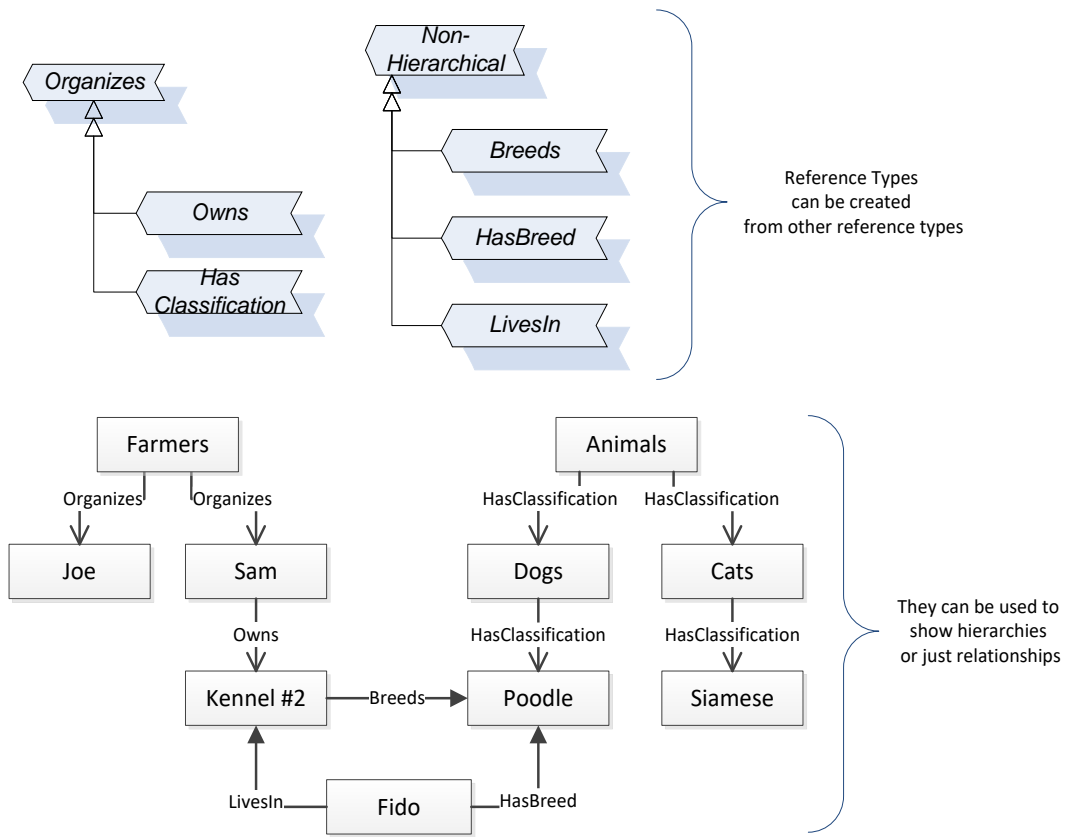 Organizes
Non-
Hierarchical
Owns
Has
Classification
Breeds
HasBreed
LivesIn
Reference Types
can be created
from other reference types
Farmers
Animals
Organizes
Organizes
HasClassification
HasClassification
Joe
Sam
Dogs
Cats
Owns
HasClassification
HasClassification
Kennel #2
Breeds
Poodle
Siamese
LivesIn
Fido
HasBreed
They can be used to
show hierarchies
or just relationships